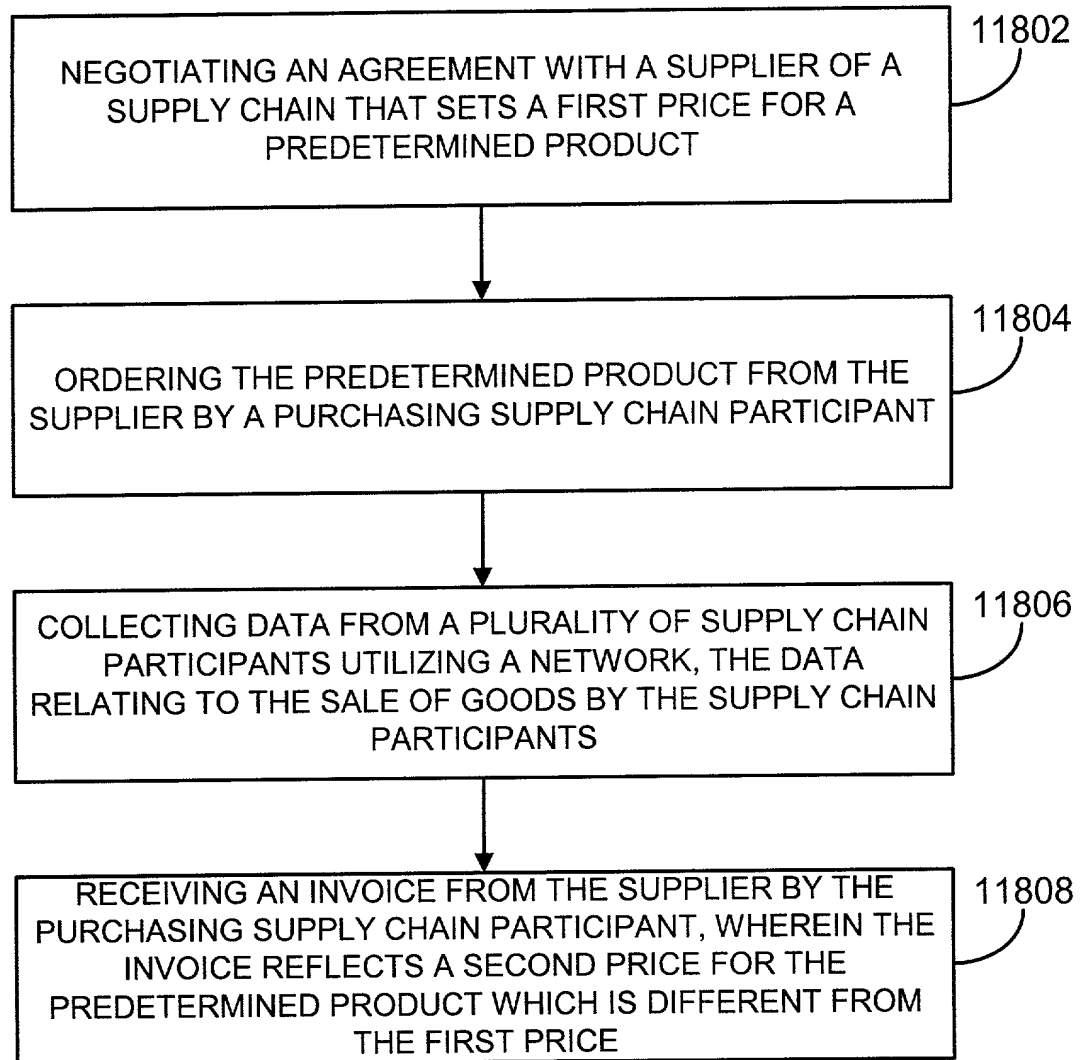 11802
NEGOTIATING AN AGREEMENT WITH A SUPPLIER OF A
SUPPLY CHAIN THAT SETS A FIRST PRICE FOR A
PREDETERMINED PRODUCT
11804
ORDERING THE PREDETERMINED PRODUCT FROM THE
SUPPLIER BY A PURCHASING SUPPLY CHAIN PARTICIPANT
11806
COLLECTING DATA FROM A PLURALITY OF SUPPLY CHAIN
PARTICIPANTS UTILIZING A NETWORK, THE DATA
RELATING TO THE SALE OF GOODS BY THE SUPPLY CHAIN
PARTICIPANTS
11808
RECEIVING AN INVOICE FROM THE SUPPLIER BY THE
PURCHASING SUPPLY CHAIN PARTICIPANT, WHEREIN THE
INVOICE REFLECTS A SECOND PRICE FOR THE
PREDETERMINED PRODUCT WHICH IS DIFFERENT FROM
THE FIRST PRICE